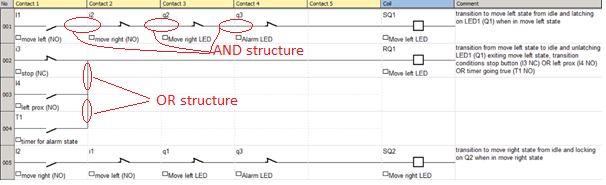 Contact 1 Contact 2 Contact 3 Contact 4 Coil Comment
001 I1 i2 q2 q3 SQ1 transition to move left state from idle and latching
on LED1 (Q1) when in move left state
move left (NO) move right (NO) Move right LED Alarm LED Move left LED
AND structure
002 i3 RQ1 transition from move left state to idle and unlatching
LED1 (Q1) exiting move left state, transition
conditions stop button (I3 NC) OR left prox (I4 NO)
OR timer going true (T1 NO)
stop (NC) Move left LED
003 I4
left prox (NO)
OR structure
004 T1
timer for alarm state
005 I2 i1 q1 q3 SQ2 transition to move right state from idle and locking
on Q2 when in move right state
move right (NO) move left (NO) Move left LED Alarm LED Move right LED